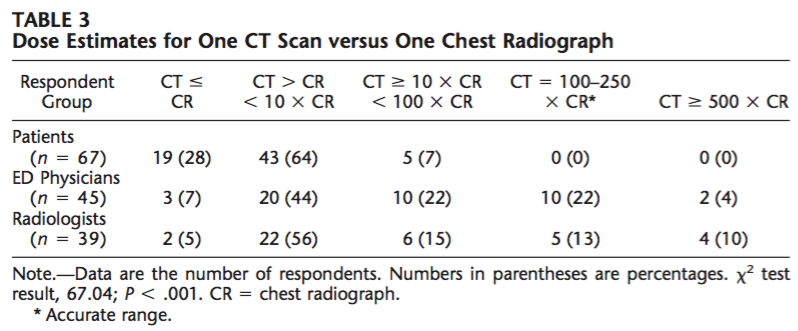 TABLE 3
Dose Estimates for One CT Scan versus One Chest Radiograph
Respondent Group CT ≤ CR CT > CR < 10 × CR CT ≥ 10 × CR < 100 × CR CT = 100–250 × CR* CT ≥ 500 × CR
Patients
(n = 67) 19 (28) 43 (64) 5 (7) 0 (0) 0 (0)
ED Physicians
(n = 45) 3 (7) 20 (44) 10 (22) 10 (22) 2 (4)
Radiologists
(n = 39) 2 (5) 22 (56) 6 (15) 5 (13) 4 (10)
Note.—Data are the number of respondents. Numbers in parentheses are percentages. χ² test
result, 67.04; P < .001. CR = chest radiograph.
* Accurate range.